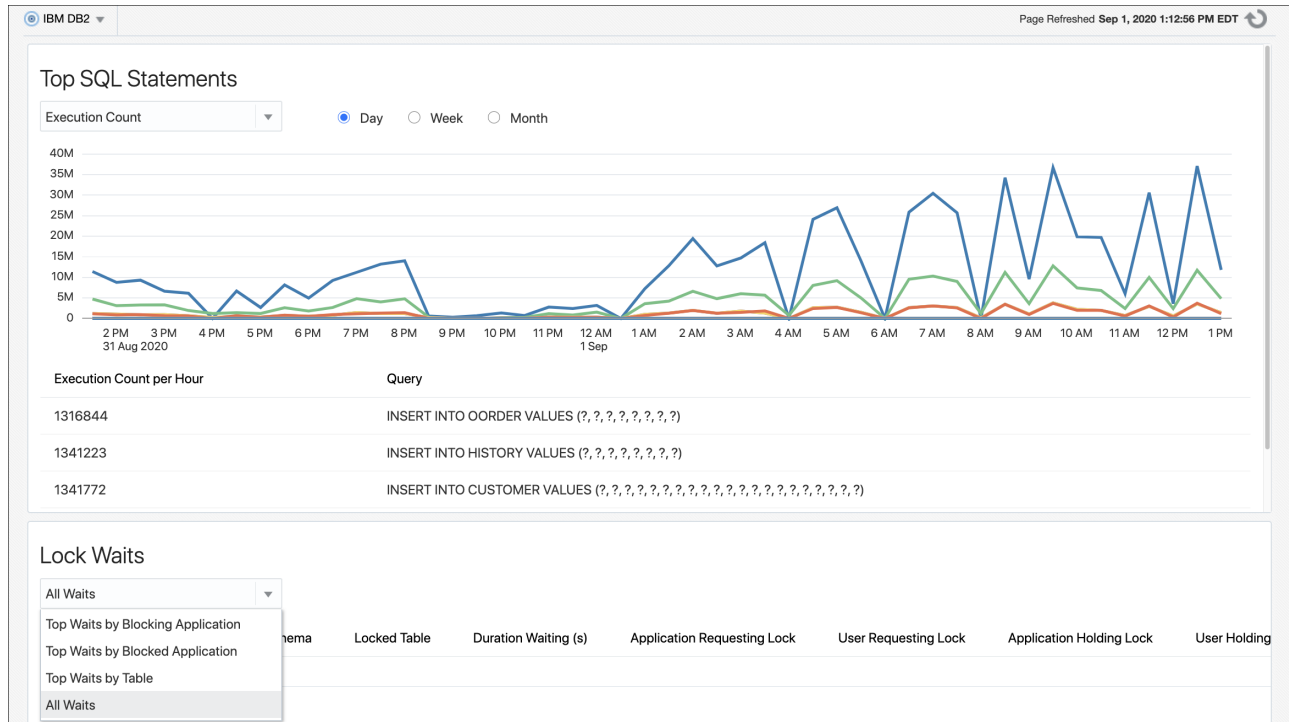 IBM DB2
Page Refreshed Sep 1, 2020 1:12:56 PM EDT
Top SQL Statements
Execution Count
Day Week Month
40M
35M
30M
25M
20M
15M
10M
5M
0
2 PM 3 PM 4 PM 5 PM 6 PM 7 PM 8 PM 9 PM 10 PM 11 PM 12 AM 1 AM 2 AM 3 AM 4 AM 5 AM 6 AM 7 AM 8 AM 9 AM 10 AM 11 AM 12 PM 1 PM
31 Aug 2020 1 Sep
Execution Count per Hour Query
1316844 INSERT INTO OORDER VALUES (?, ?, ?, ?, ?, ?, ?, ?)
1341223 INSERT INTO HISTORY VALUES (?, ?, ?, ?, ?, ?, ?, ?)
1341772 INSERT INTO CUSTOMER VALUES (?, ?, ?, ?, ?, ?, ?, ?, ?, ?, ?, ?, ?, ?, ?, ?, ?, ?, ?, ?, ?)
Lock Waits
All Waits
Top Waits by Blocking Application
hema Locked Table Duration Waiting (s) Application Requesting Lock User Requesting Lock Application Holding Lock User Holding
Top Waits by Blocked Application
Top Waits by Table
All Waits